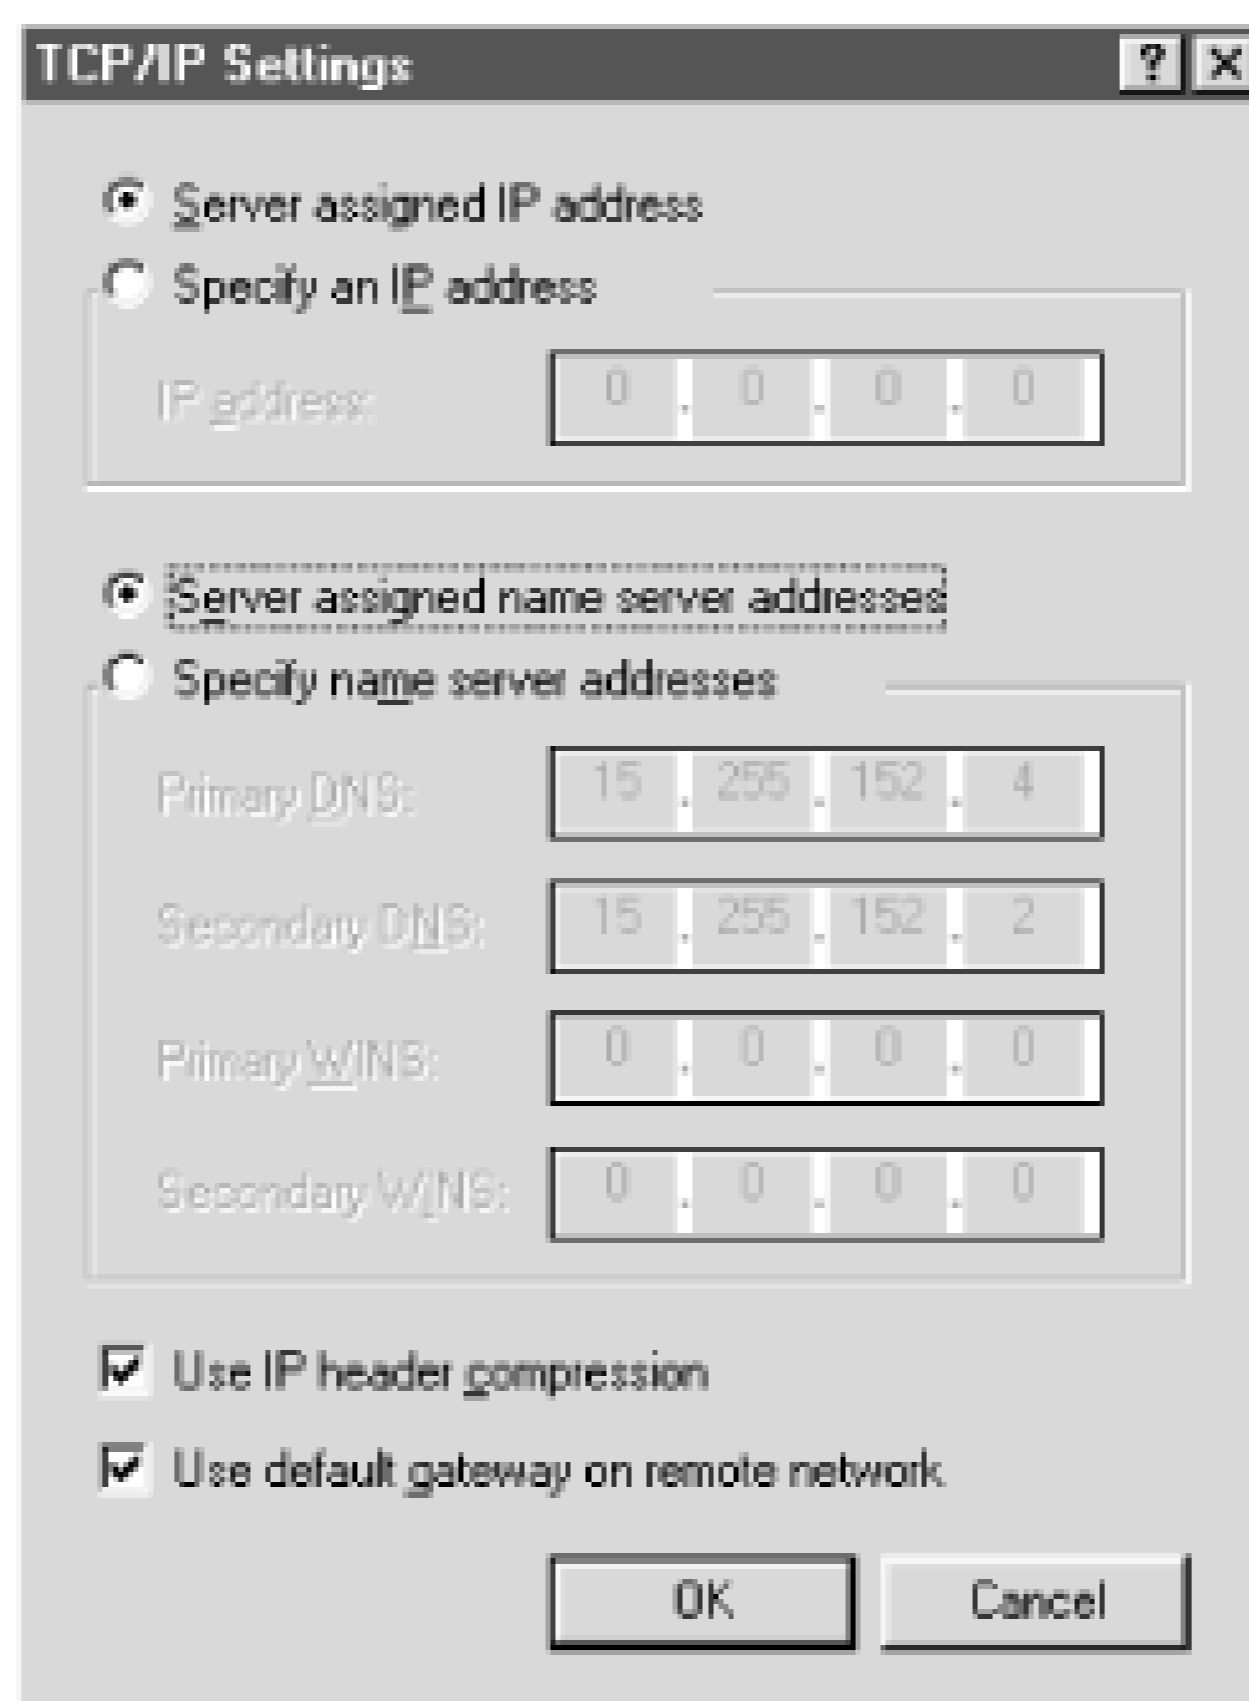 TCP/IP Settings
Server assigned IP address
Specify an IP address
IP address: 0 . 0 . 0 . 0
Server assigned name server addresses
Specify name server addresses
Primary DNS: 15 . 255 . 152 . 4
Secondary DNS: 15 . 255 . 152 . 2
Primary WINS: 0 . 0 . 0 . 0
Secondary WINS: 0 . 0 . 0 . 0
Use IP header compression
Use default gateway on remote network
OK Cancel